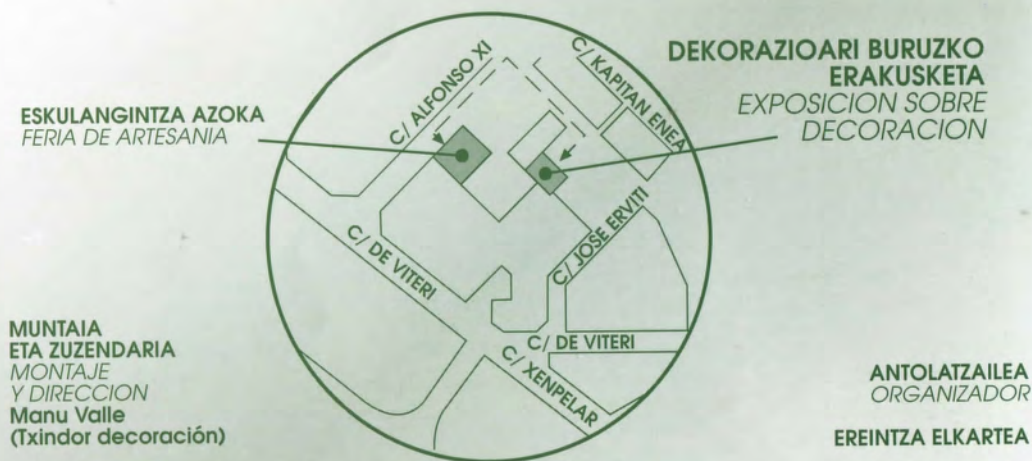 ESKULANGINTZA AZOKA
FERIA DE ARTESANIA
DEKORAZIOARI BURUZKO
ERAKUSKETA
EXPOSICION SOBRE
DECORACION
C/ ALFONSO XI
C/ KAPITAN ENEA
C/ DE VITERI
C/ JOSE ERVITI
C/ DE VITERI
C/ XENPELAR
MUNTAIA
ETA ZUZENDARIA
MONTAJE
Y DIRECCION
Manu Valle
(Txindor decoración)
ANTOLATZAILEA
ORGANIZADOR
EREINTZA ELKARTEA